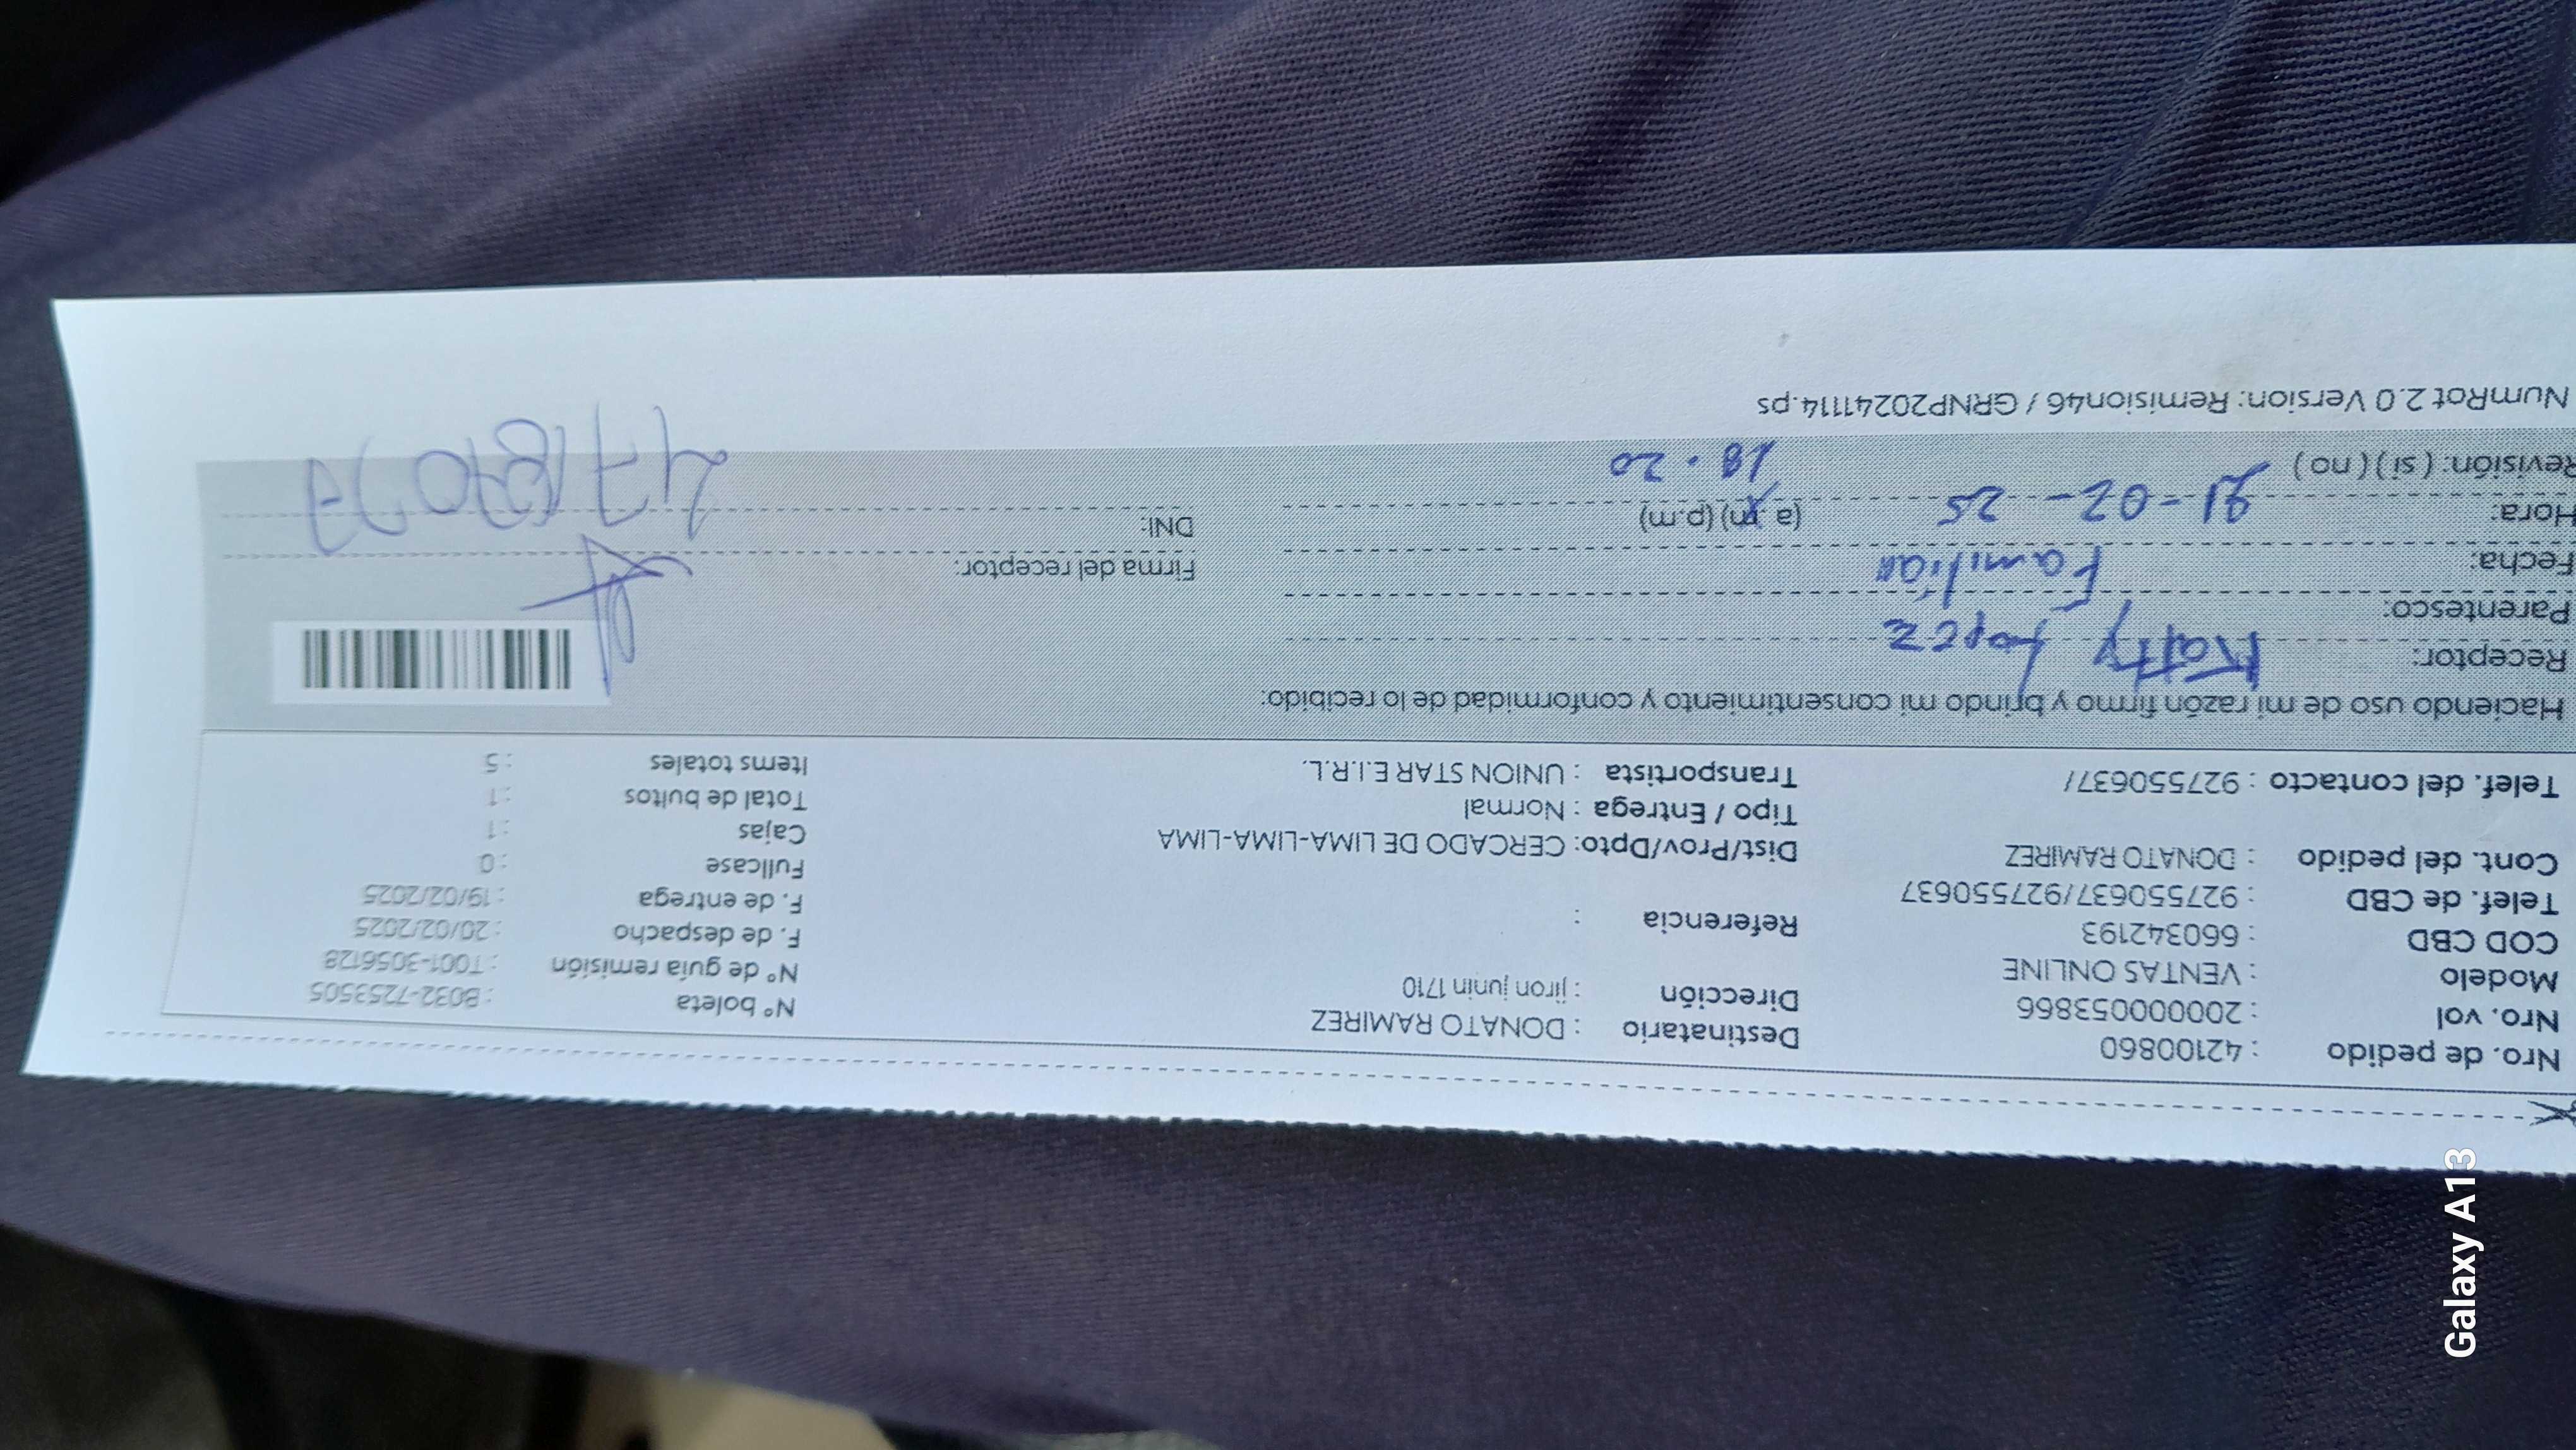 Nro. de pedido : 42100860
Nro. vol : 20000053866
Modelo : VENTAS ONLINE
COD CBD : 660342193
Telef. de CBD : 927550637/927550637
Cont. del pedido : DONATO RAMIREZ
Telef. del contacto : 927550637/
Destinatario : DONATO RAMIREZ
Dirección : jiron junin 1710
Referencia :
Dist/Prov/Dpto: CERCADO DE LIMA-LIMA-LIMA
Tipo / Entrega : Normal
Transportista : UNION STAR E.I.R.L.
N° boleta : B032-7253505
N° de guía remisión : T001-3056128
F. de despacho : 20/02/2025
F. de entrega : 19/02/2025
Fullcase : 0
Cajas : 1
Total de bultos : 1
Items totales : 5
Haciendo uso de mi razón firmo y brindo mi consentimiento y conformidad de lo recibido:
Receptor: Katty Lopez
Parentesco: Familiar
Fecha: 21-02-25
Hora: (a.m) (p.m) 18.20
Revisión: ( si ) ( no )
Firma del receptor:
DNI:
NumRot 2.0 Version: Remision46 / GRNP20241114.ps
Galaxy A13